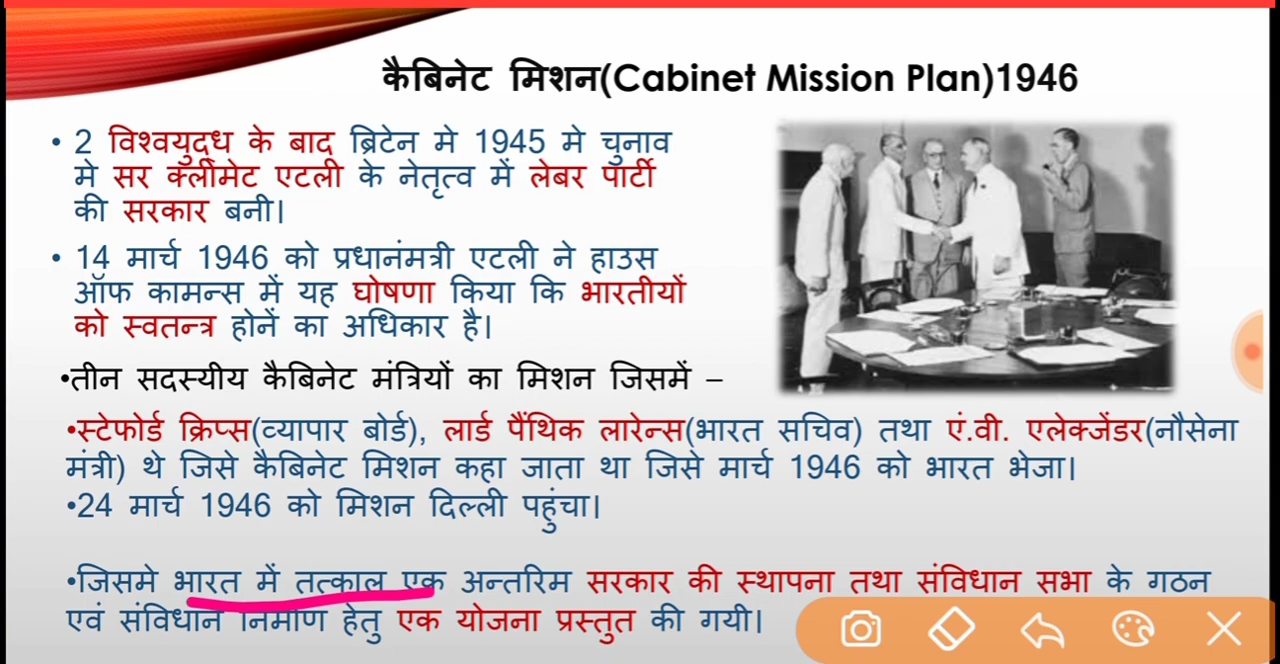 कैबिनेट मिशन(Cabinet Mission Plan)1946
• 2 विश्वयुद्ध के बाद ब्रिटेन मे 1945 मे चुनाव
मे सर क्लीमेट एटली के नेतृत्व में लेबर पार्टी
की सरकार बनी।
• 14 मार्च 1946 को प्रधानंमत्री एटली ने हाउस
ऑफ कामन्स में यह घोषणा किया कि भारतीयों
को स्वतन्त्र होनें का अधिकार है।
•तीन सदस्यीय कैबिनेट मंत्रियों का मिशन जिसमें –
•स्टेफोर्ड क्रिप्स(व्यापार बोर्ड), लार्ड पैंथिक लारेन्स(भारत सचिव) तथा एं.वी. एलेक्जेंडर(नौसेना
मंत्री) थे जिसे कैबिनेट मिशन कहा जाता था जिसे मार्च 1946 को भारत भेजा।
•24 मार्च 1946 को मिशन दिल्ली पहुंचा।
•जिसमे भारत में तत्काल एक अन्तरिम सरकार की स्थापना तथा संविधान सभा के गठन
एवं संविधान निर्माण हेतु एक योजना प्रस्तुत की गयी।